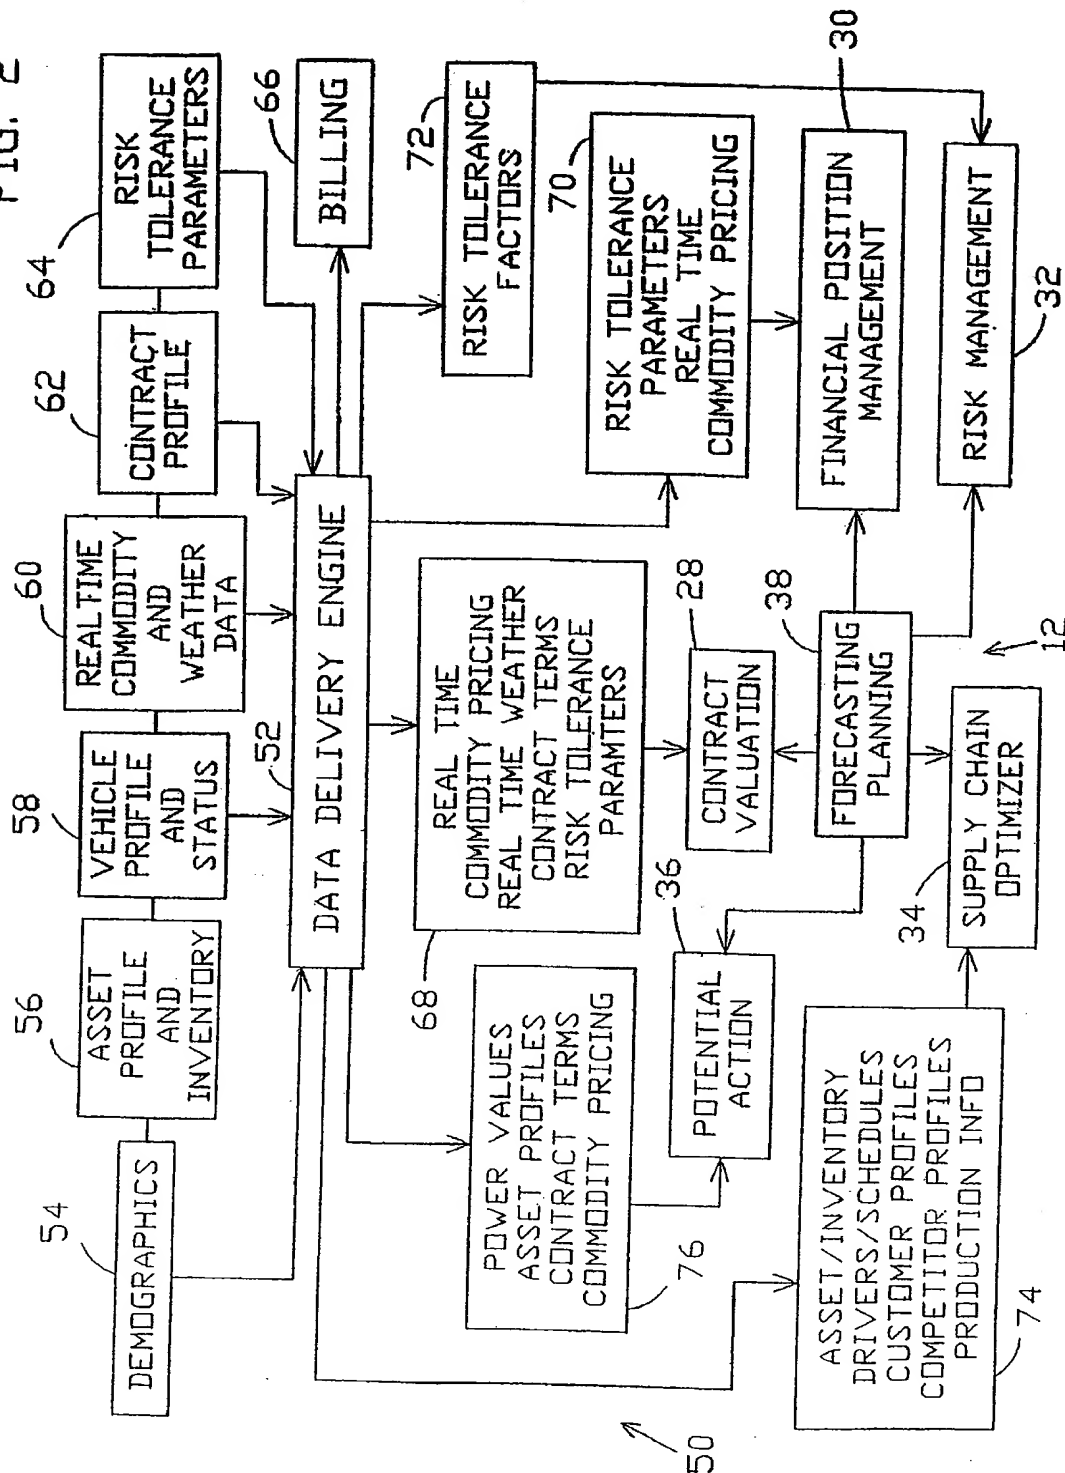 FIG. 2
54
DEMOGRAPHICS
56
ASSET
PROFILE
AND
INVENTORY
58
VEHICLE
PROFILE
AND
STATUS
60
REALTIME
COMMODITY
AND
WEATHER
DATA
62
CONTRACT
PROFILE
64
RISK
TOLERANCE
PARAMETERS
52
DATA DELIVERY ENGINE
66
BILLING
68
REAL TIME
COMMODITY PRICING
REAL TIME WEATHER
CONTRACT TERMS
RISK TOLERANCE
PARAMTERS
72
RISK TOLERANCE
FACTORS
76
POWER VALUES
ASSET PROFILES
CONTRACT TERMS
COMMODITY PRICING
70
RISK TOLERANCE
PARAMETERS
REAL TIME
COMMODITY PRICING
36
POTENTIAL
ACTION
28
CONTRACT
VALUATION
38
FORECASTING
PLANNING
30
FINANCIAL POSITION
MANAGEMENT
74
ASSET/INVENTORY
DRIVERS/SCHEDULES
CUSTOMER PROFILES
COMPETITOR PROFILES
PRODUCTION INFO
34
SUPPLY CHAIN
OPTIMIZER
32
RISK MANAGEMENT
50
12